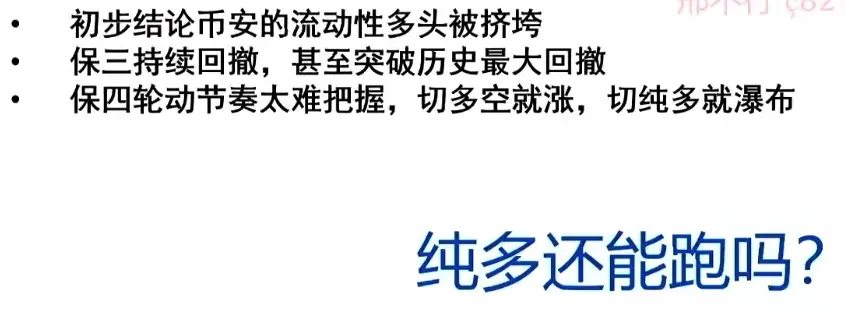 • 初步结论币安的流动性多头被挤垮
• 保三持续回撤，甚至突破历史最大回撤
• 保四轮动节奏太难把握，切多空就涨，切纯多就瀑布
纯多还能跑吗？